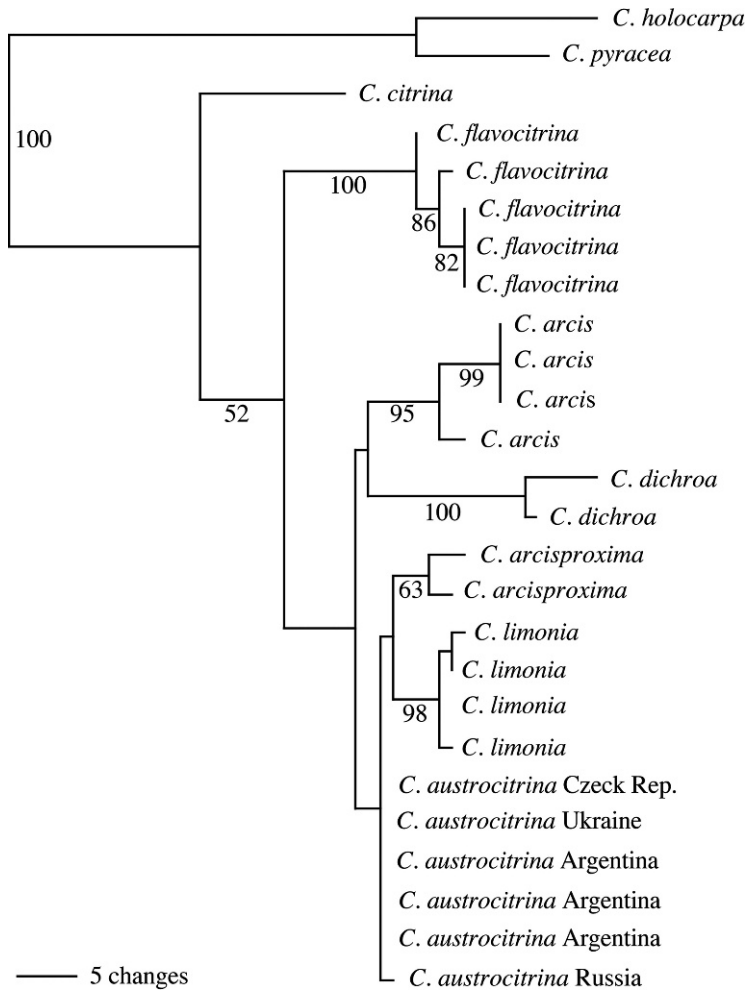 C. holocarpa
C. pyracea
C. citrina
100
C. flavocitrina
C. flavocitrina
100
C. flavocitrina
86
C. flavocitrina
82
C. flavocitrina
C. arcis
C. arcis
99
C. arcis
52
95
C. arcis
C. dichroa
100
C. dichroa
C. arcisproxima
63
C. arcisproxima
C. limonia
C. limonia
C. limonia
98
C. limonia
C. austrocitrina Czeck Rep.
C. austrocitrina Ukraine
C. austrocitrina Argentina
C. austrocitrina Argentina
C. austrocitrina Argentina
C. austrocitrina Russia
5 changes